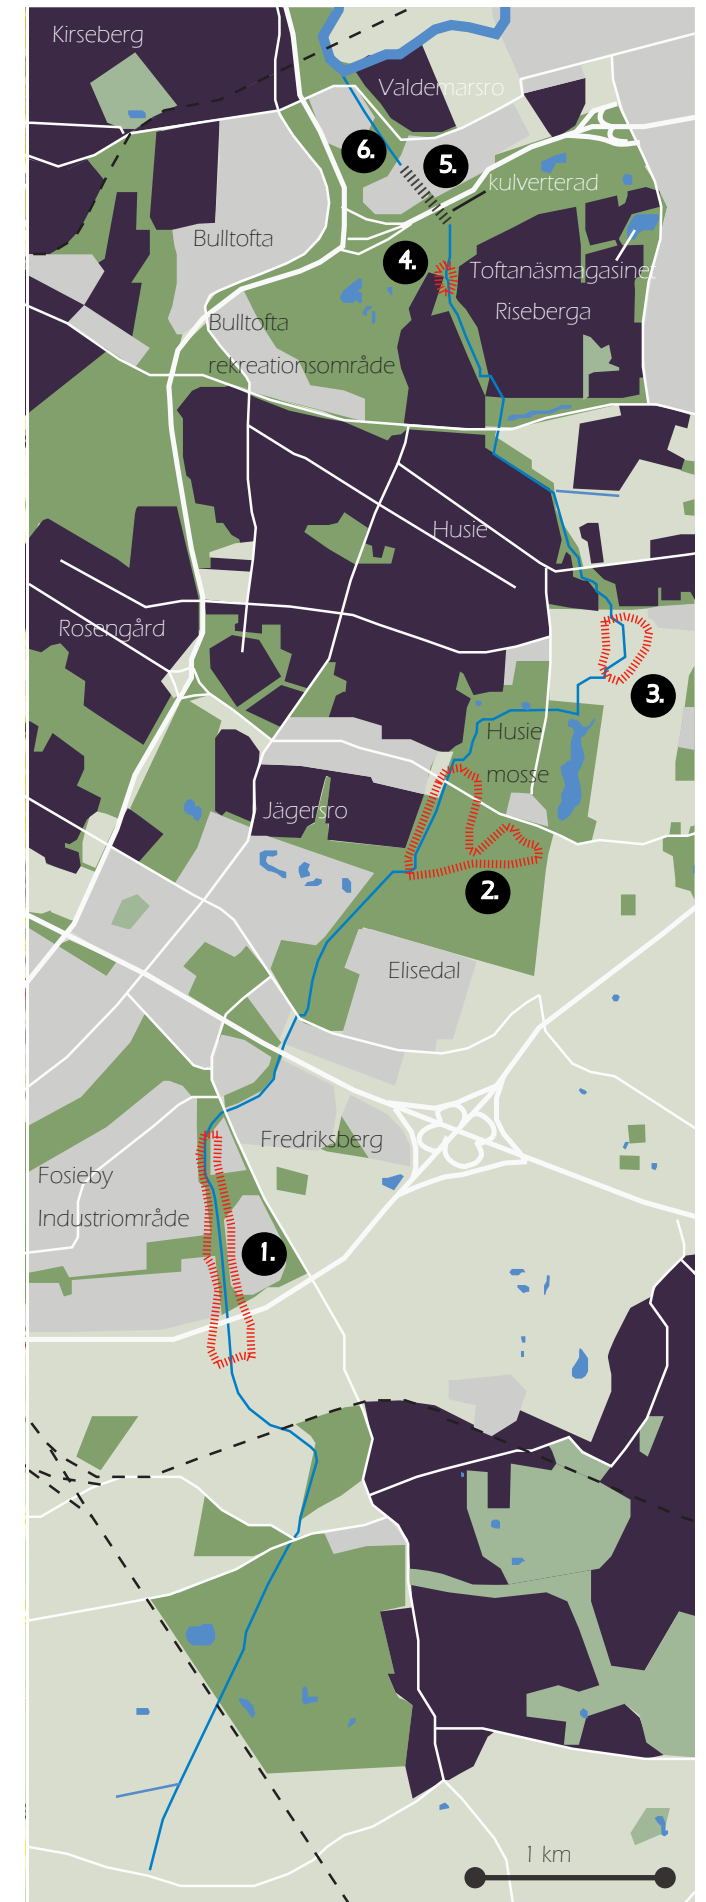 Kirseberg
Valdemarsro
6.
5.
kulverterad
Bulltofta
4.
Toftanäsmagasinet
Riseberga
Bulltofta
rekreationsområde
Husie
Rosengård
3.
Husie
mosse
Jägersro
2.
Elisedal
Fredriksberg
Fosieby
Industriområde
1.
1 km